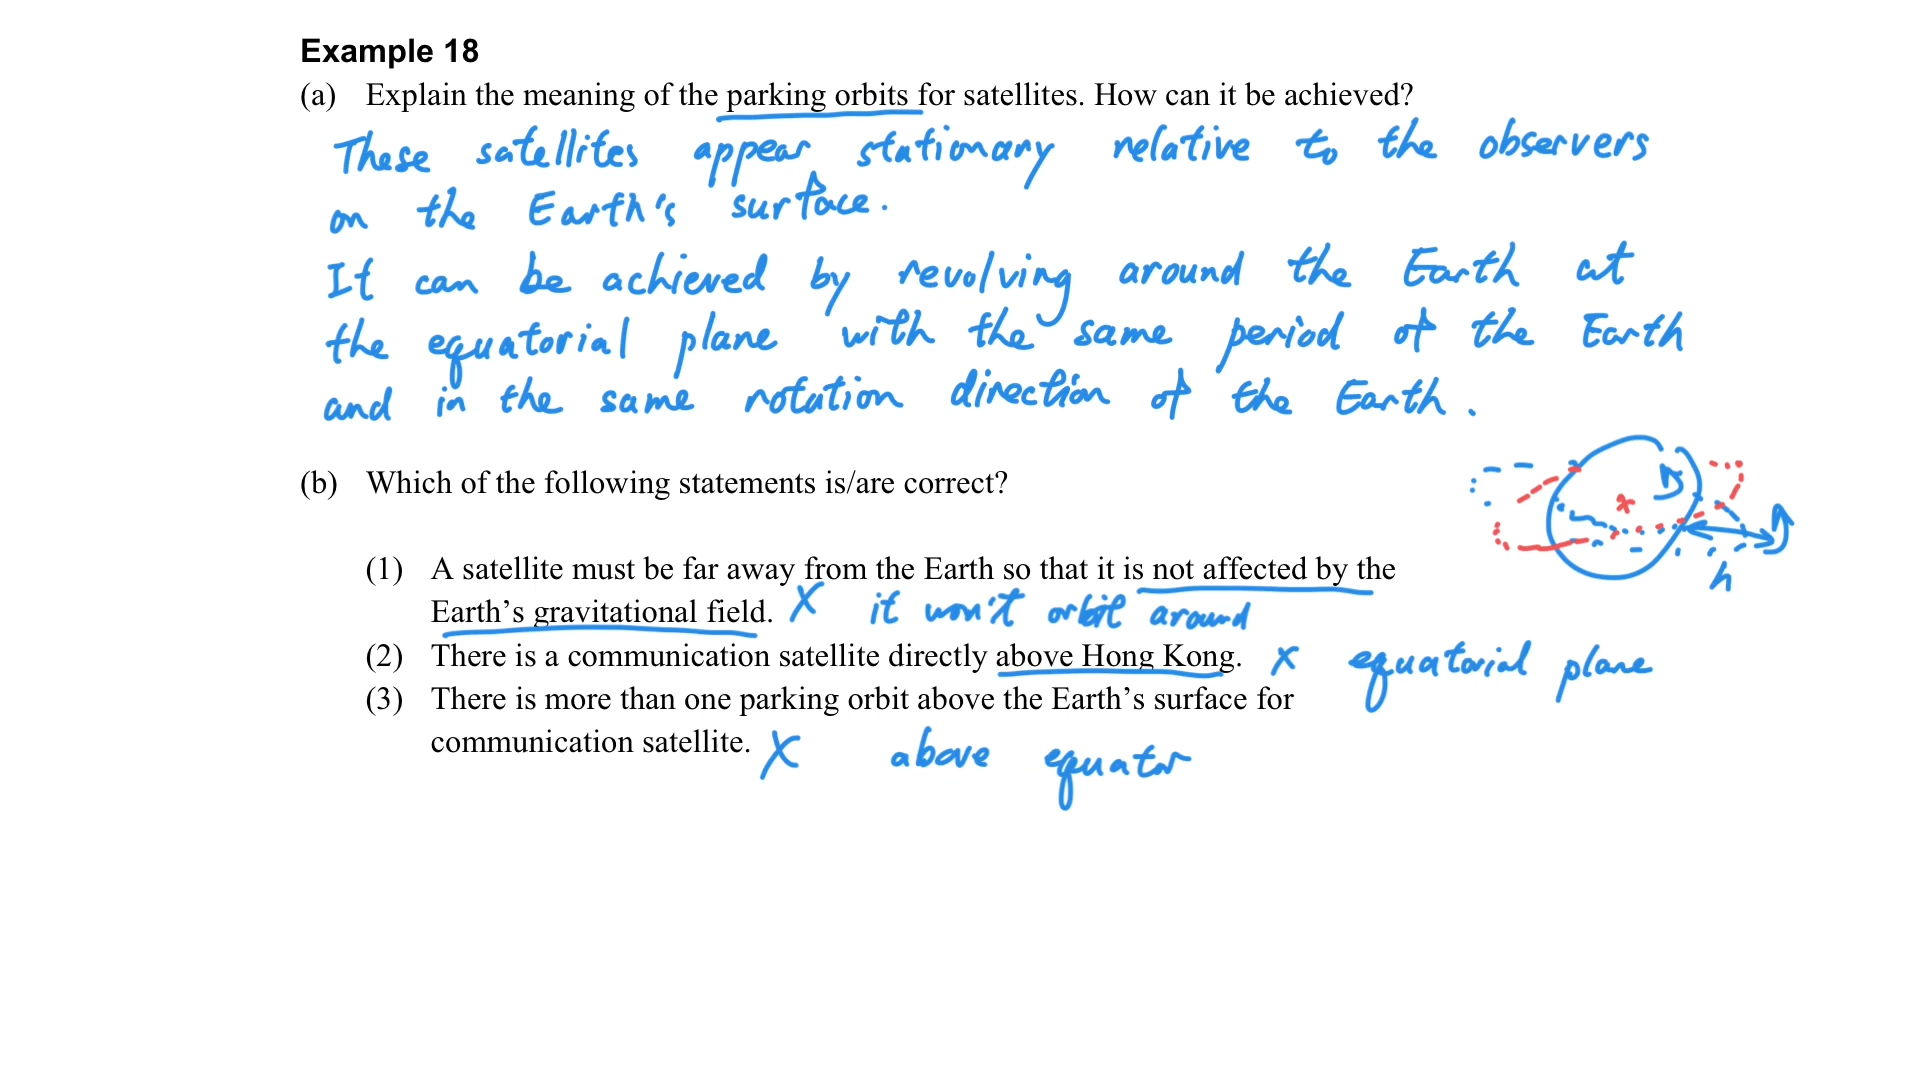 Example 18
(a) Explain the meaning of the parking orbits for satellites. How can it be achieved?
These satellites appear stationary relative to the observers
on the Earth's surface.
It can be achieved by revolving around the Earth at
the equatorial plane with the same period of the Earth
and in the same rotation direction of the Earth.
(b) Which of the following statements is/are correct?
(1) A satellite must be far away from the Earth so that it is not affected by the
Earth's gravitational field. X it won't orbit around
h
(2) There is a communication satellite directly above Hong Kong. X equatorial plane
(3) There is more than one parking orbit above the Earth's surface for
communication satellite. X above equator